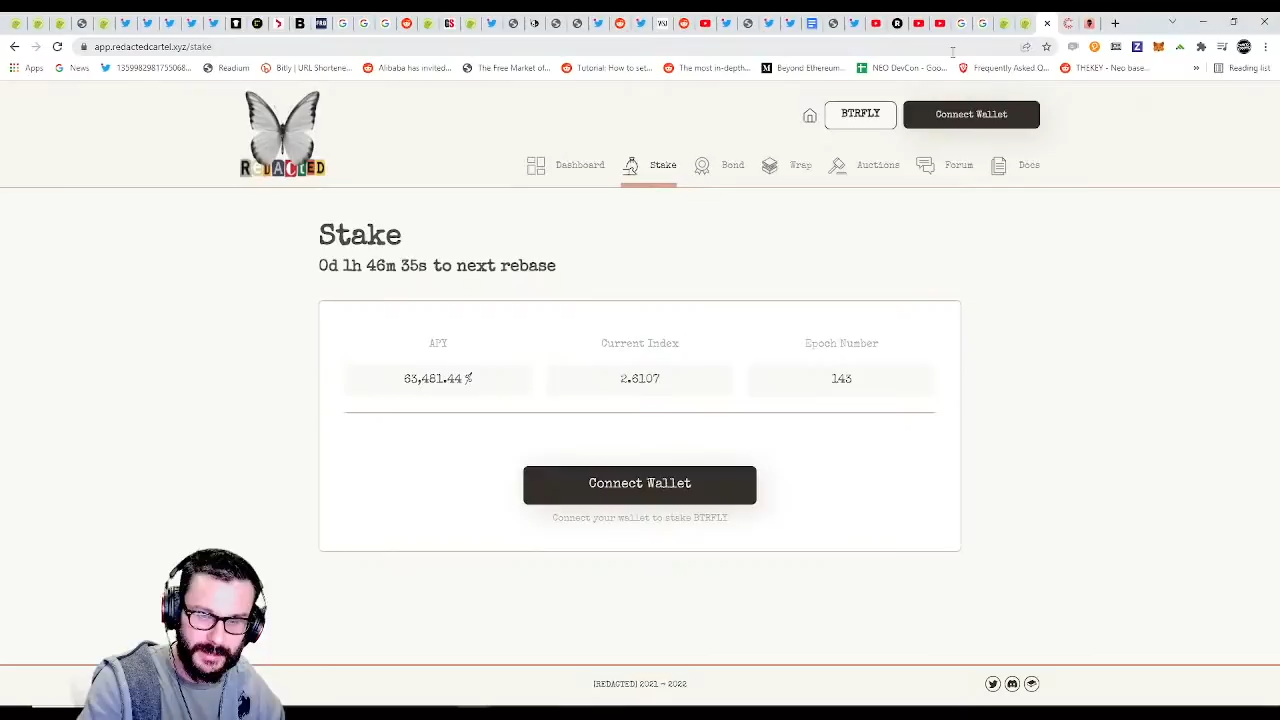 app.redactedcartel.xyz/stake
Apps
News
1359982981755068...
Readium
Bitly | URL Shortene...
Alibaba has invited...
The Free Market of...
Tutorial: How to set...
The most in-depth...
Beyond Ethereum...
NEO DevCon - Goo...
Frequently Asked Q...
THEKEY - Neo base...
»
Reading list
REDACTED
BTRFLY
Connect Wallet
Dashboard
Stake
Bond
Wrap
Auctions
Forum
Docs
Stake
0d 1h 46m 35s to next rebase
APY
Current Index
Epoch Number
63,481.44 %
2.6107
143
Connect Wallet
Connect your wallet to stake BTRFLY
[REDACTED] 2021 - 2022